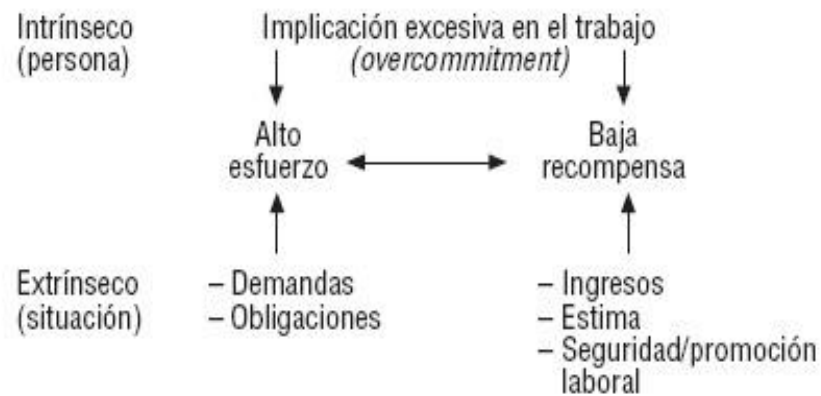 Intrínseco
(persona)
Implicación excesiva en el trabajo
(overcommitment)
Alto
esfuerzo
Baja
recompensa
Extrínseco
(situación)
– Demandas
– Obligaciones
– Ingresos
– Estima
– Seguridad/promoción
laboral